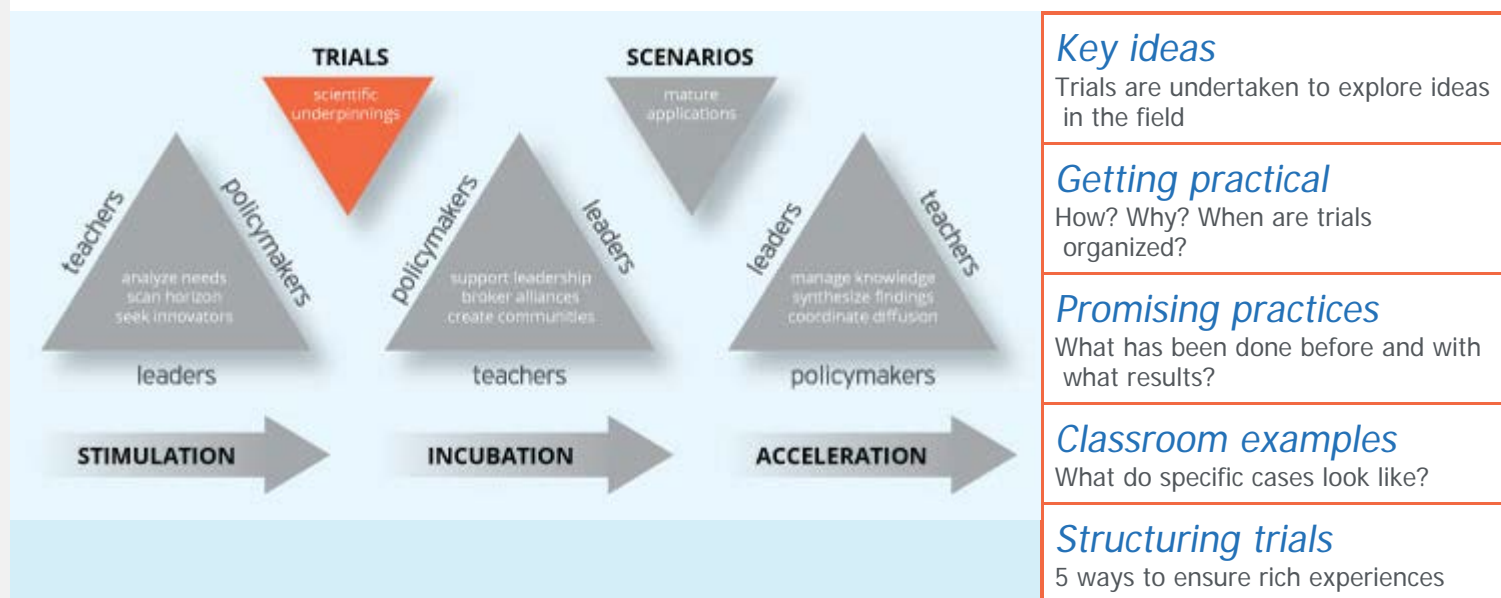 TRIALS
scientific
underpinnings
SCENARIOS
mature
applications
teachers
policymakers
analyze needs
scan horizon
seek innovators
leaders
policymakers
leaders
support leadership
broker alliances
create communities
teachers
leaders
teachers
manage knowledge
synthesize findings
coordinate diffusion
policymakers
STIMULATION
INCUBATION
ACCELERATION
Key ideas
Trials are undertaken to explore ideas
in the field
Getting practical
How? Why? When are trials
organized?
Promising practices
What has been done before and with
what results?
Classroom examples
What do specific cases look like?
Structuring trials
5 ways to ensure rich experiences